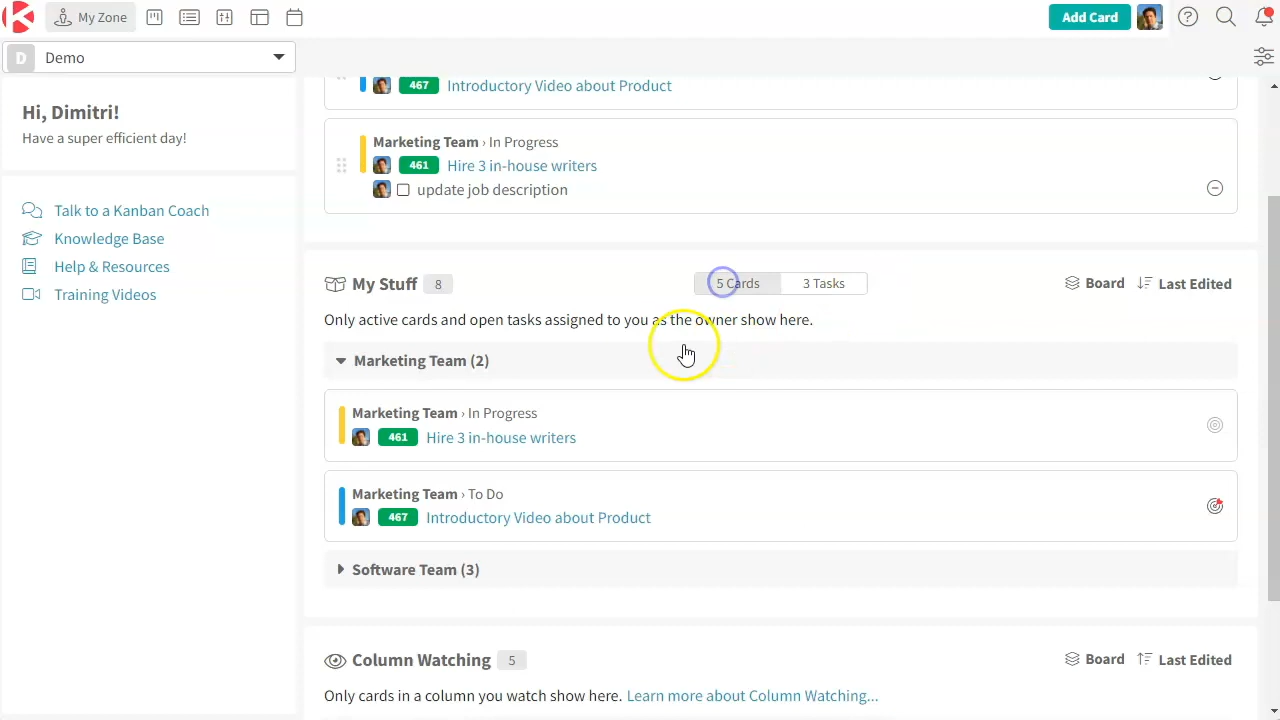 My Zone
Add Card
D Demo
Hi, Dimitri!
Have a super efficient day!
Talk to a Kanban Coach
Knowledge Base
Help & Resources
Training Videos
467 Introductory Video about Product
Marketing Team › In Progress
461 Hire 3 in-house writers
update job description
My Stuff 8
5 Cards 3 Tasks
Board Last Edited
Only active cards and open tasks assigned to you as the owner show here.
Marketing Team (2)
Marketing Team › In Progress
461 Hire 3 in-house writers
Marketing Team › To Do
467 Introductory Video about Product
Software Team (3)
Column Watching 5
Board Last Edited
Only cards in a column you watch show here. Learn more about Column Watching...